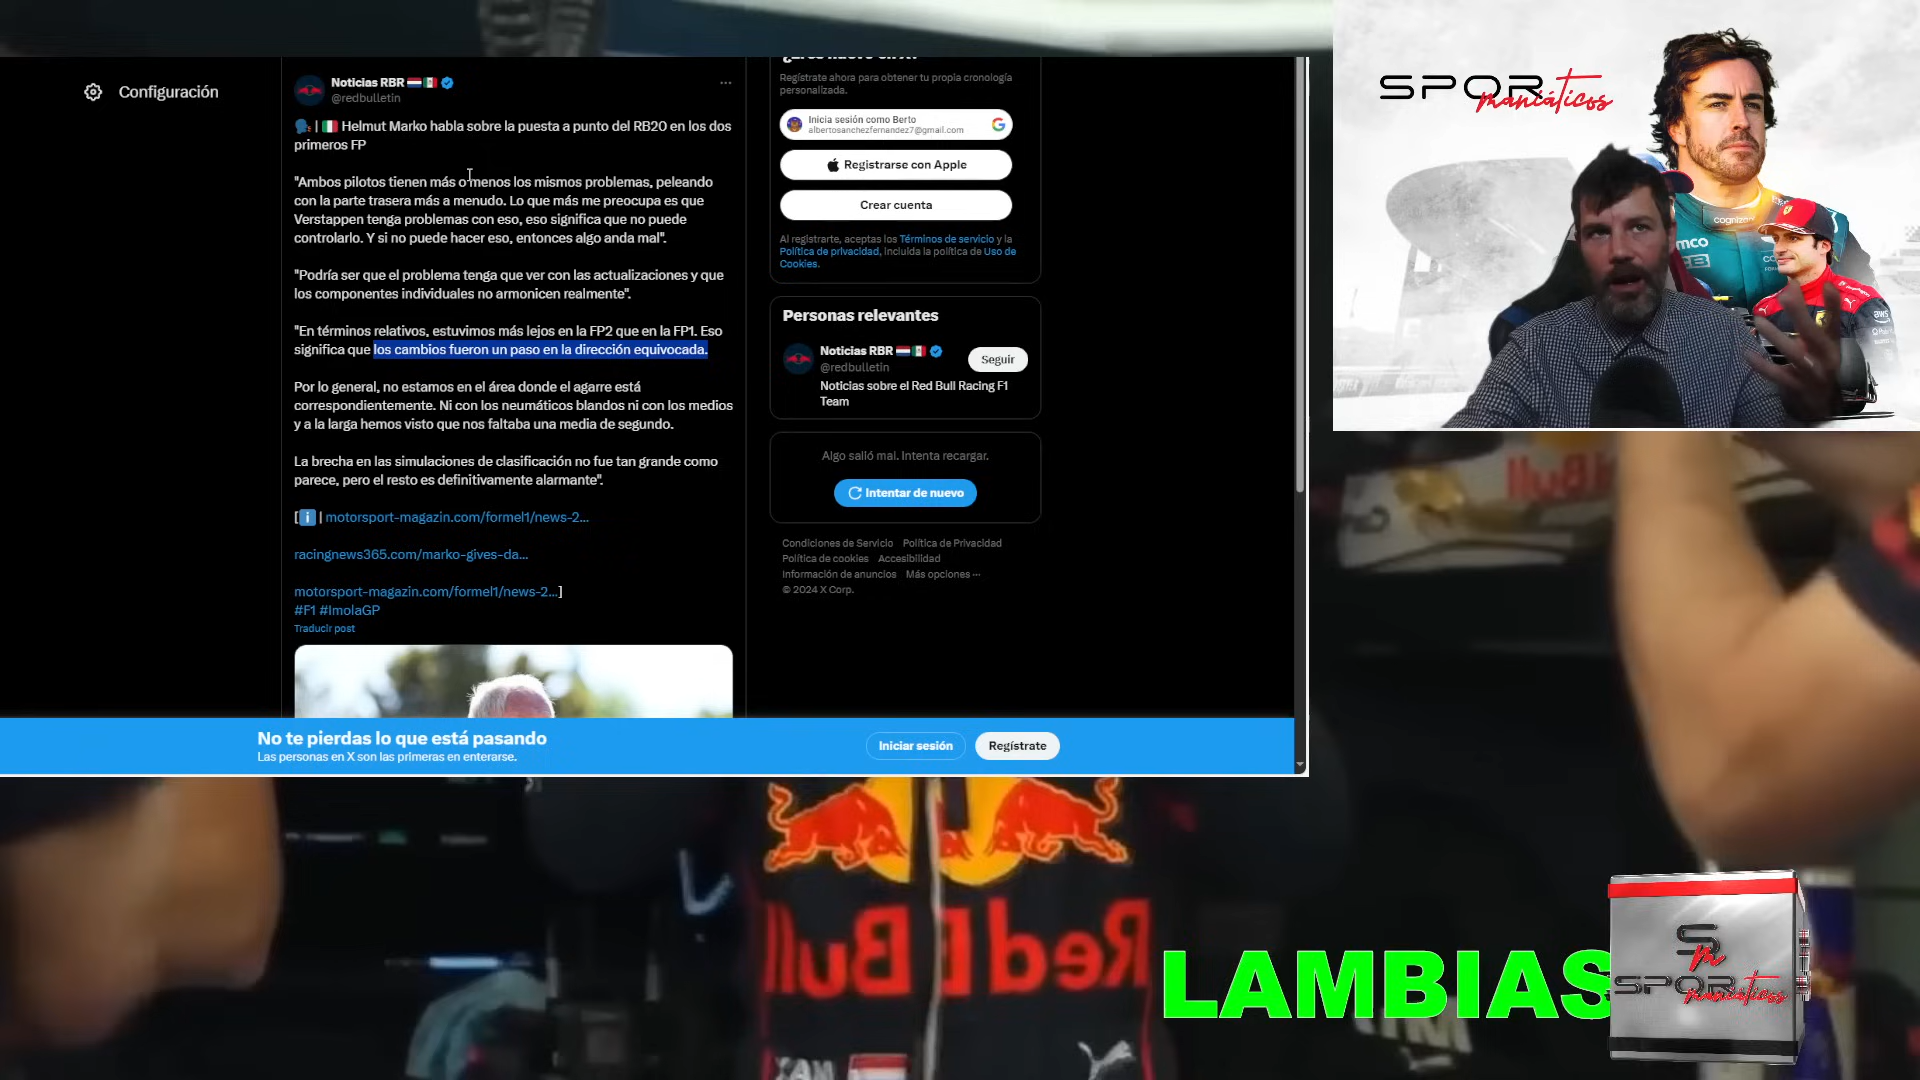 Configuración
Noticias RBR
@redbulletin
| Helmut Marko habla sobre la puesta a punto del RB20 en los dos
primeros FP
"Ambos pilotos tienen más o menos los mismos problemas, peleando
con la parte trasera más a menudo. Lo que más me preocupa es que
Verstappen tenga problemas con eso, eso significa que no puede
controlarlo. Y si no puede hacer eso, entonces algo anda mal".
"Podría ser que el problema tenga que ver con las actualizaciones y que
los componentes individuales no armonicen realmente".
"En términos relativos, estuvimos más lejos en la FP2 que en la FP1. Eso
significa que los cambios fueron un paso en la dirección equivocada.
Por lo general, no estamos en el área donde el agarre está
correspondientemente. Ni con los neumáticos blandos ni con los medios
y a la larga hemos visto que nos faltaba una media de segundo.
La brecha en las simulaciones de clasificación no fue tan grande como
parece, pero el resto es definitivamente alarmante".
[ℹ️ | motorsport-magazin.com/formel1/news-2...
racingnews365.com/marko-gives-da...
motorsport-magazin.com/formel1/news-2...]
#F1 #ImolaGP
Traducir post
Regístrate ahora para obtener tu propia cronología
personalizada.
Inicia sesión como Berto
albertosanchezfernandez7@gmail.com
Registrarse con Apple
Crear cuenta
Al registrarte, aceptas los Términos de servicio y la
Política de privacidad, incluida la política de Uso de
Cookies.
Personas relevantes
Noticias RBR
@redbulletin
Seguir
Noticias sobre el Red Bull Racing F1
Team
Algo salió mal. Intenta recargar.
Intentar de nuevo
Condiciones de Servicio Política de Privacidad
Política de cookies Accesibilidad
Información de anuncios Más opciones ···
© 2024 X Corp.
No te pierdas lo que está pasando
Las personas en X son las primeras en enterarse.
Iniciar sesión
Regístrate
SPOR
maniáticos
cognizant
aws
Red Bull
MAX
LAMBIAS
SM
SPOR
maniáticos